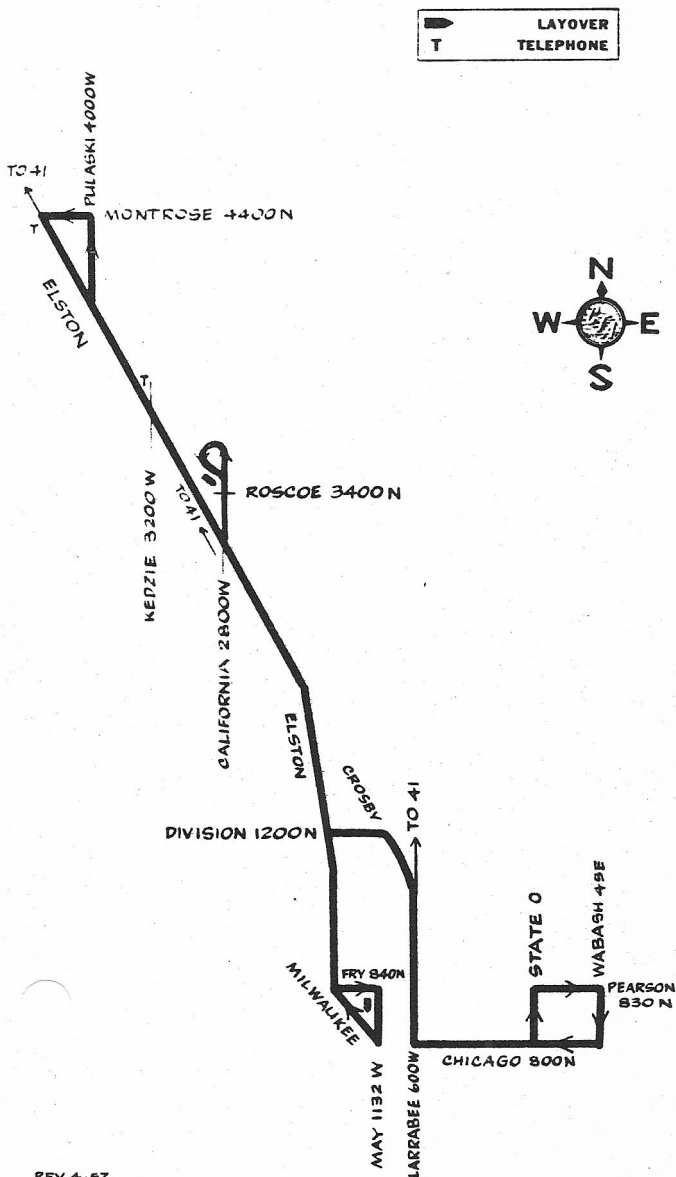 LAYOVER
T TELEPHONE
PULASKI 4000W
TO 41
MONTROSE 4400N
T
ELSTON
N
W E
S
T
KEDZIE 3200W
ROSCOE 3400N
TO 41
CALIFORNIA 2800W
ELSTON
CROSBY
TO 41
DIVISION 1200N
STATE 0
WABASH 45E
FRY 840N
PEARSON
830N
MILWAUKEE
CHICAGO 800N
MAY 1132 W
LARRABEE 600W